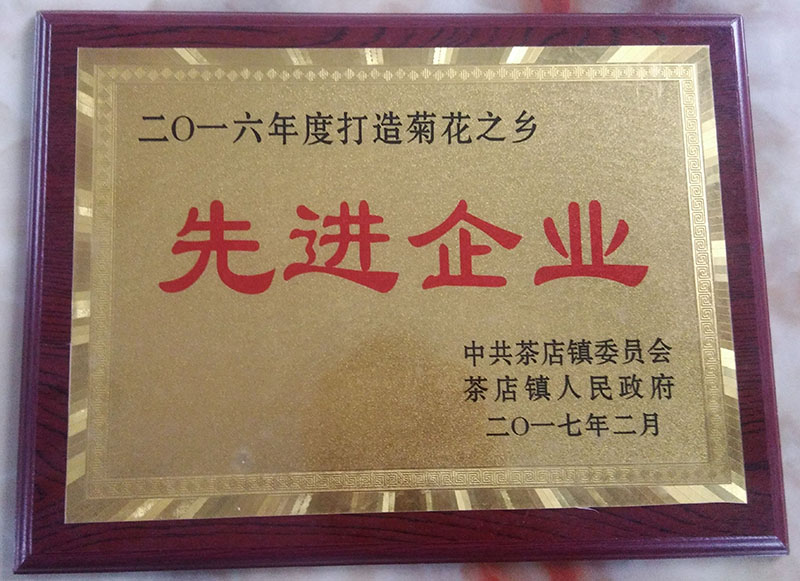 二〇一六年度打造菊花之乡
先进企业
中共茶店镇委员会
茶店镇人民政府
二〇一七年二月